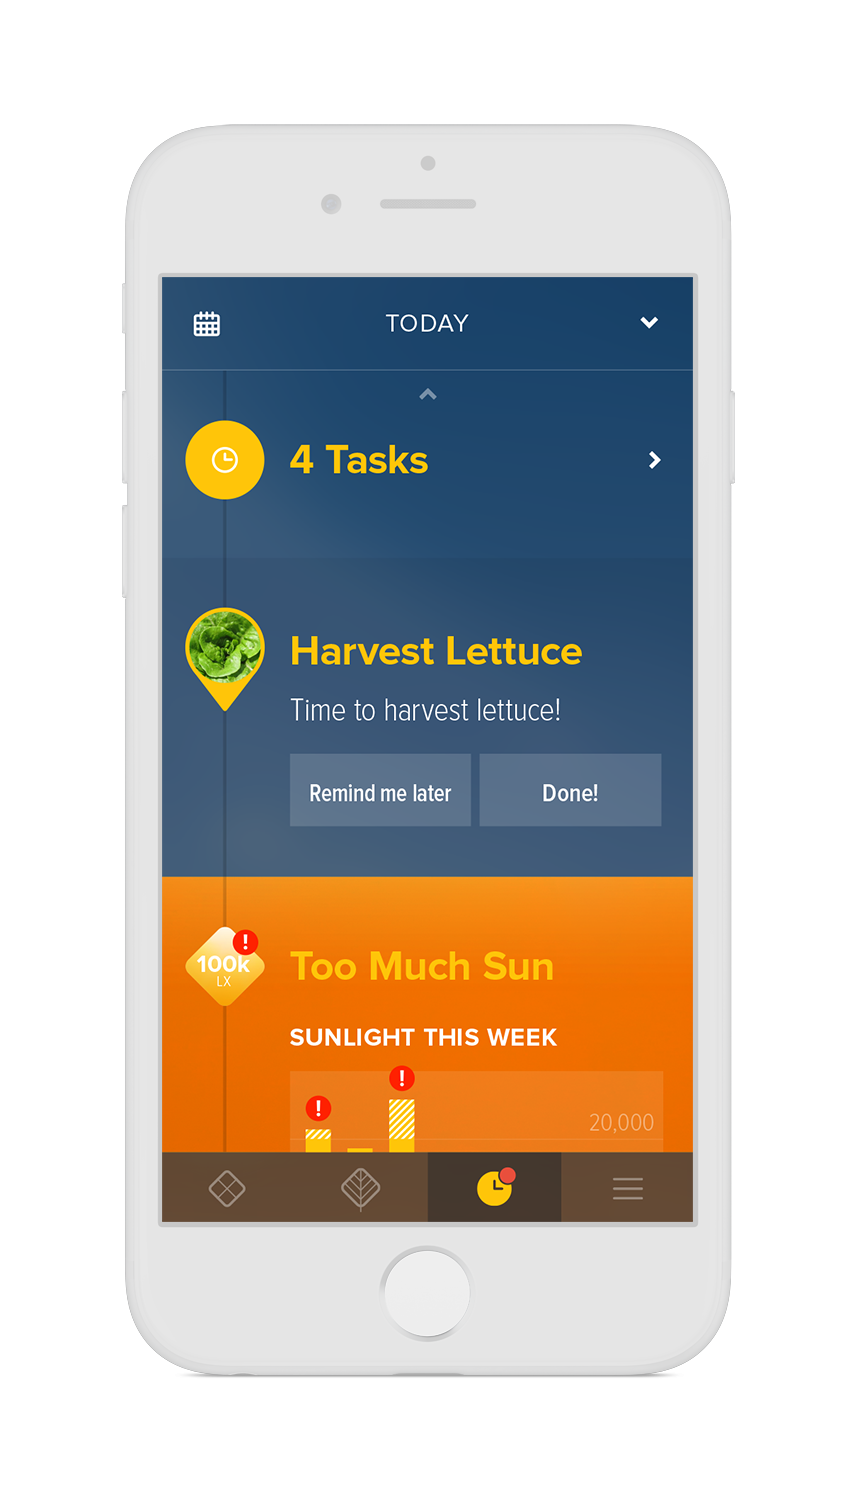 TODAY
4 Tasks
Harvest Lettuce
Time to harvest lettuce!
Remind me later
Done!
!
100k
LX
Too Much Sun
SUNLIGHT THIS WEEK
!
!
20,000